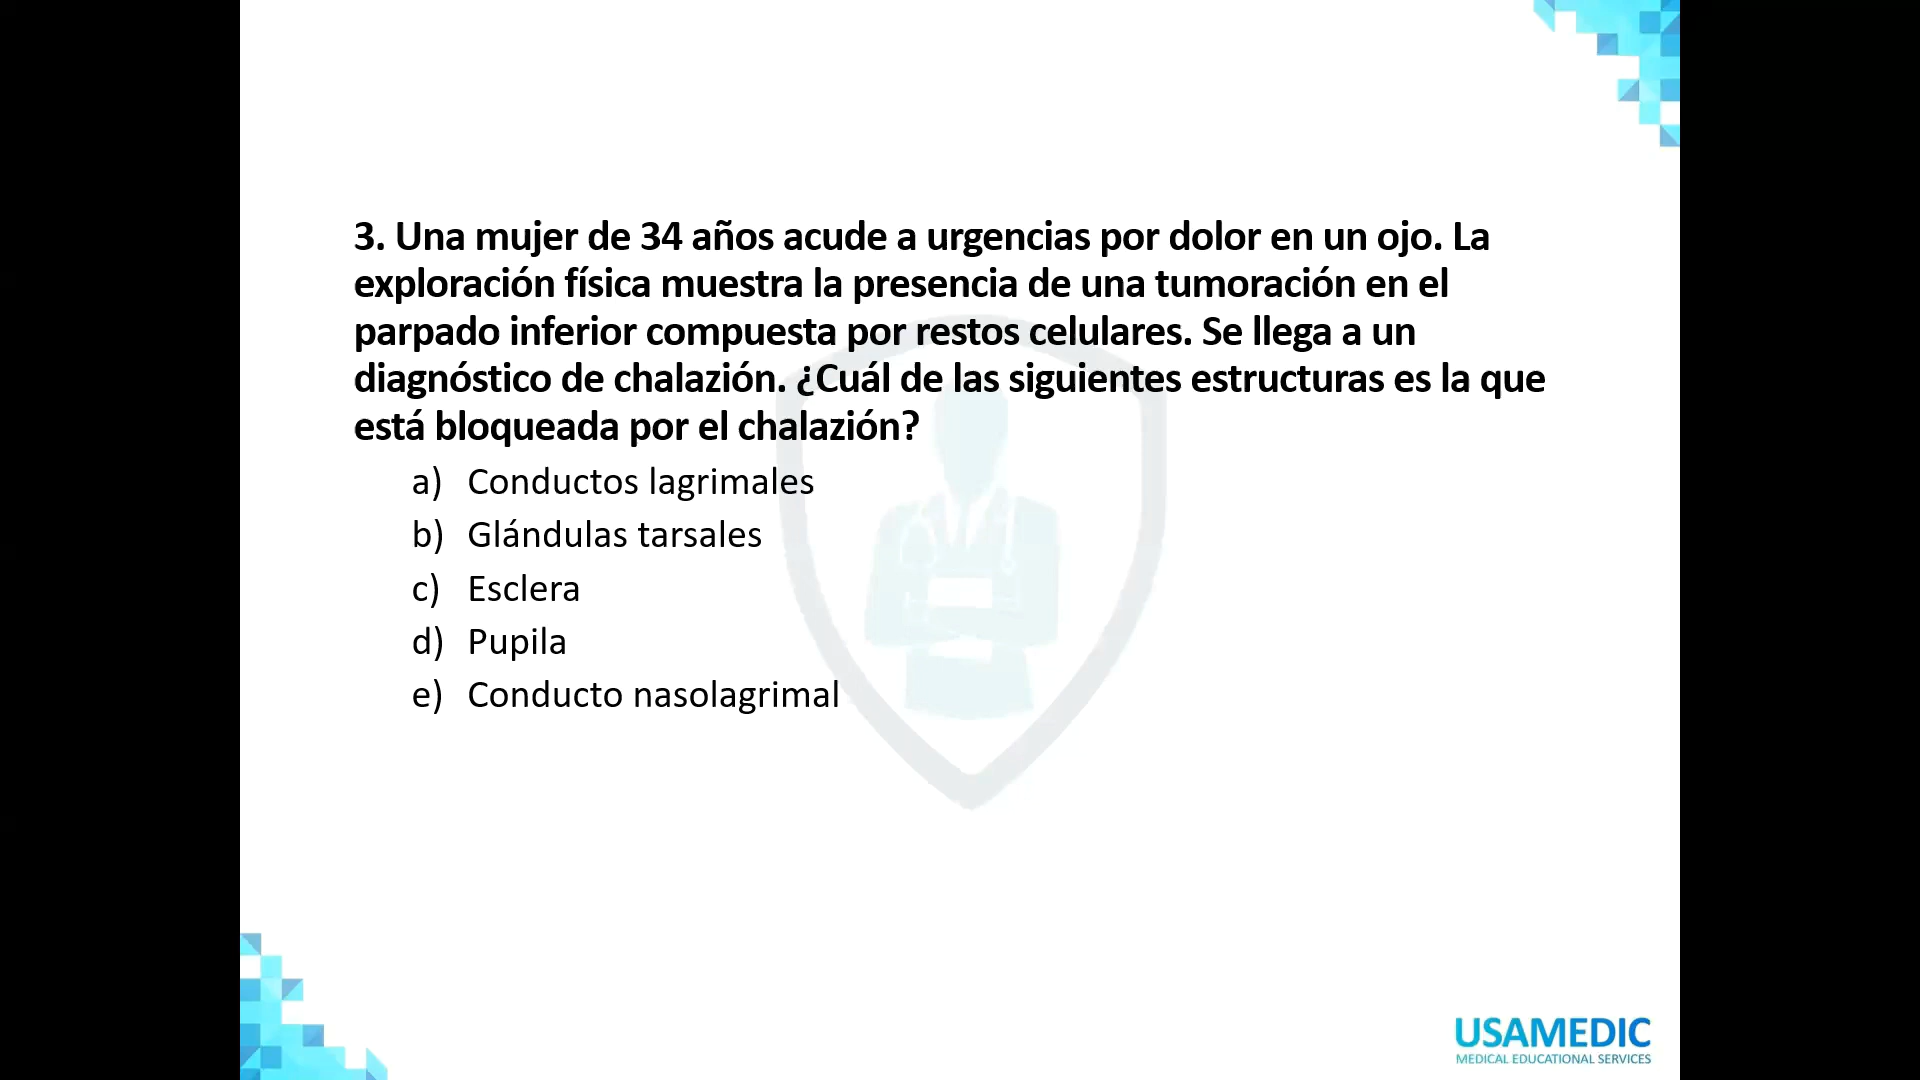 3. Una mujer de 34 años acude a urgencias por dolor en un ojo. La
exploración física muestra la presencia de una tumoración en el
parpado inferior compuesta por restos celulares. Se llega a un
diagnóstico de chalazión. ¿Cuál de las siguientes estructuras es la que
está bloqueada por el chalazión?
a) Conductos lagrimales
b) Glándulas tarsales
c) Esclera
d) Pupila
e) Conducto nasolagrimal
USAMEDIC
MEDICAL EDUCATIONAL SERVICES